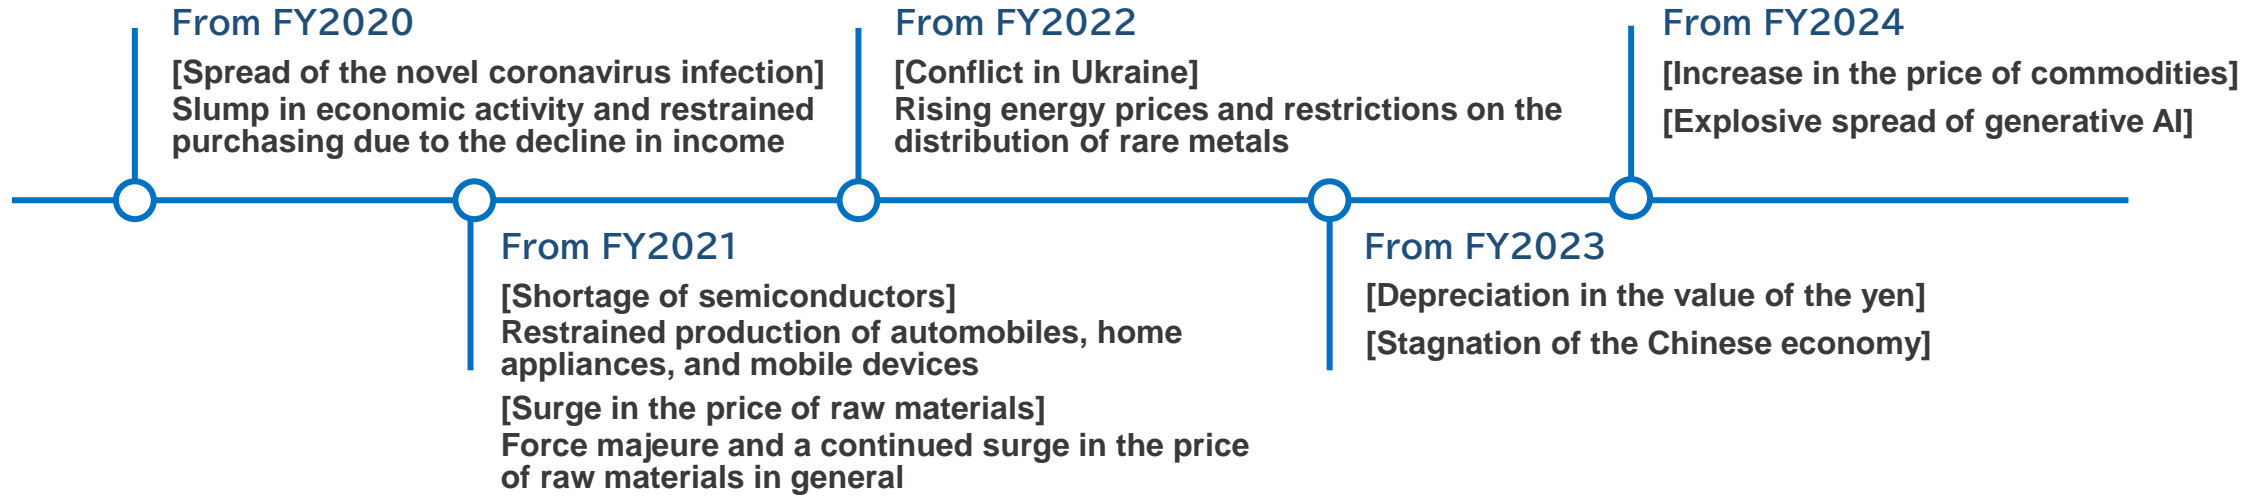 From FY2020
[Spread of the novel coronavirus infection]
Slump in economic activity and restrained
purchasing due to the decline in income
From FY2021
[Shortage of semiconductors]
Restrained production of automobiles, home
appliances, and mobile devices
[Surge in the price of raw materials]
Force majeure and a continued surge in the price
of raw materials in general
From FY2022
[Conflict in Ukraine]
Rising energy prices and restrictions on the
distribution of rare metals
From FY2023
[Depreciation in the value of the yen]
[Stagnation of the Chinese economy]
From FY2024
[Increase in the price of commodities]
[Explosive spread of generative AI]